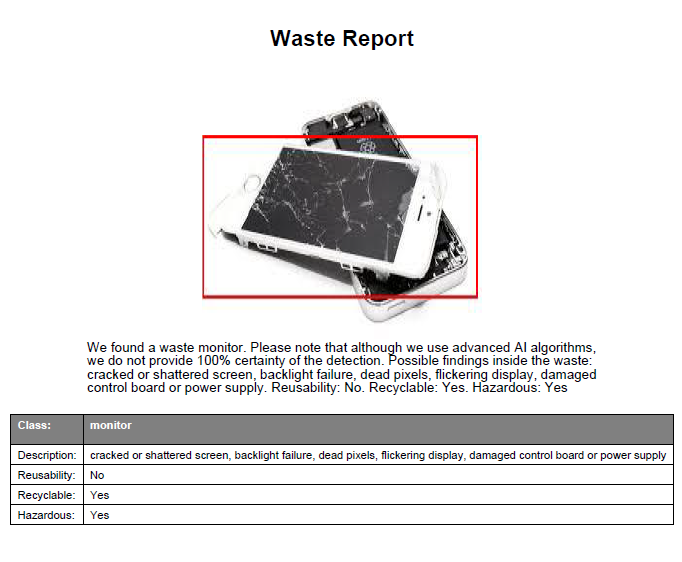 Waste Report
We found a waste monitor. Please note that although we use advanced AI algorithms,
we do not provide 100% certainty of the detection. Possible findings inside the waste:
cracked or shattered screen, backlight failure, dead pixels, flickering display, damaged
control board or power supply. Reusability: No. Recyclable: Yes. Hazardous: Yes
Class: monitor
Description: cracked or shattered screen, backlight failure, dead pixels, flickering display, damaged control board or power supply
Reusability: No
Recyclable: Yes
Hazardous: Yes